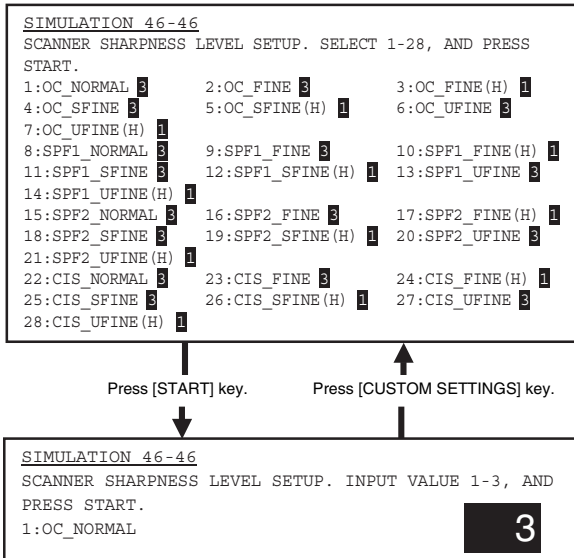 SIMULATION 46-46
SCANNER SHARPNESS LEVEL SETUP. SELECT 1-28, AND PRESS
START.
1:OC_NORMAL 3 2:OC_FINE 3 3:OC_FINE(H) 1
4:OC_SFINE 3 5:OC_SFINE(H) 1 6:OC_UFINE 3
7:OC_UFINE(H) 1
8:SPF1_NORMAL 3 9:SPF1_FINE 3 10:SPF1_FINE(H) 1
11:SPF1_SFINE 3 12:SPF1_SFINE(H) 1 13:SPF1_UFINE 3
14:SPF1_UFINE(H) 1
15:SPF2_NORMAL 3 16:SPF2_FINE 3 17:SPF2_FINE(H) 1
18:SPF2_SFINE 3 19:SPF2_SFINE(H) 1 20:SPF2_UFINE 3
21:SPF2_UFINE(H) 1
22:CIS_NORMAL 3 23:CIS_FINE 3 24:CIS_FINE(H) 1
25:CIS_SFINE 3 26:CIS_SFINE(H) 1 27:CIS_UFINE 3
28:CIS_UFINE(H) 1
Press [START] key. Press [CUSTOM SETTINGS] key.
SIMULATION 46-46
SCANNER SHARPNESS LEVEL SETUP. INPUT VALUE 1-3, AND
PRESS START.
1:OC_NORMAL 3